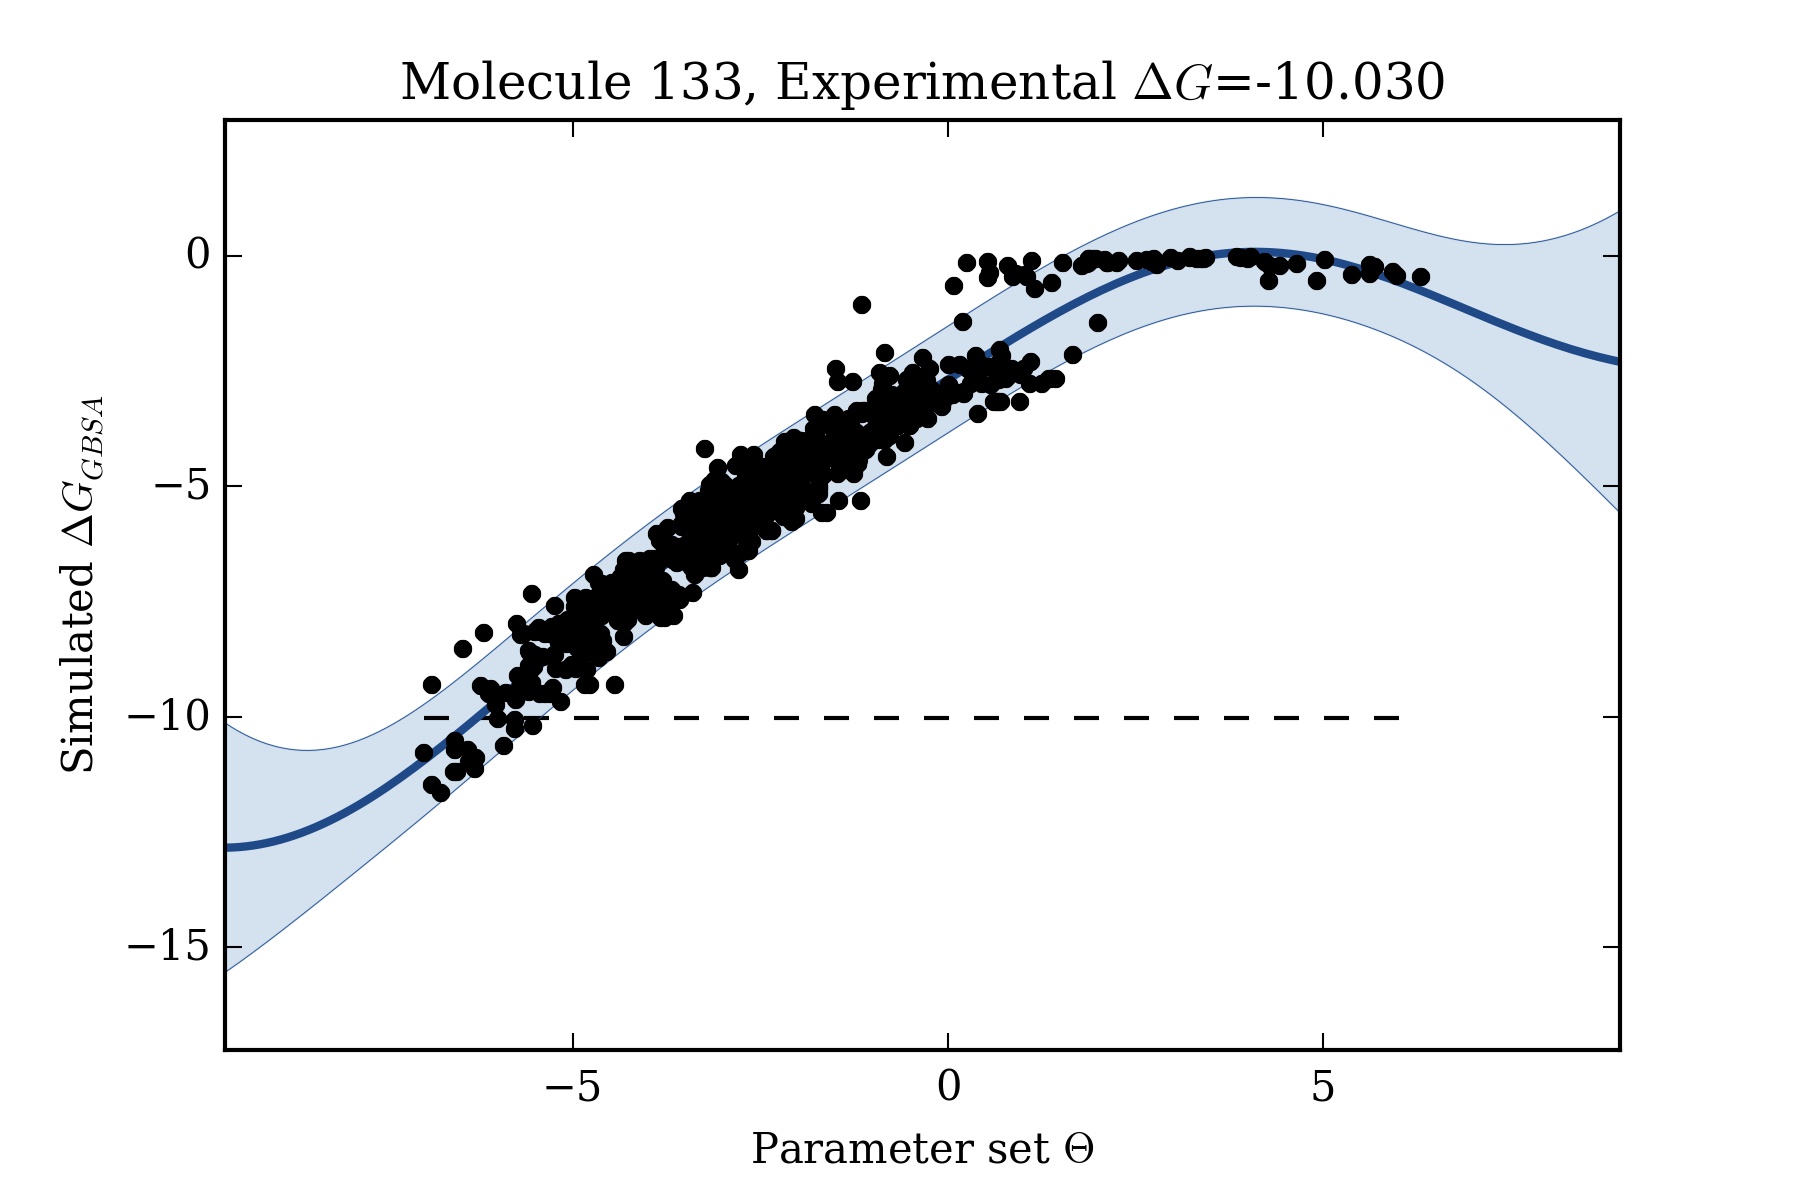 Molecule 133, Experimental ΔG=-10.030
Simulated ΔG_GBSA
0
−5
−10
−15
−5 0 5
Parameter set Θ